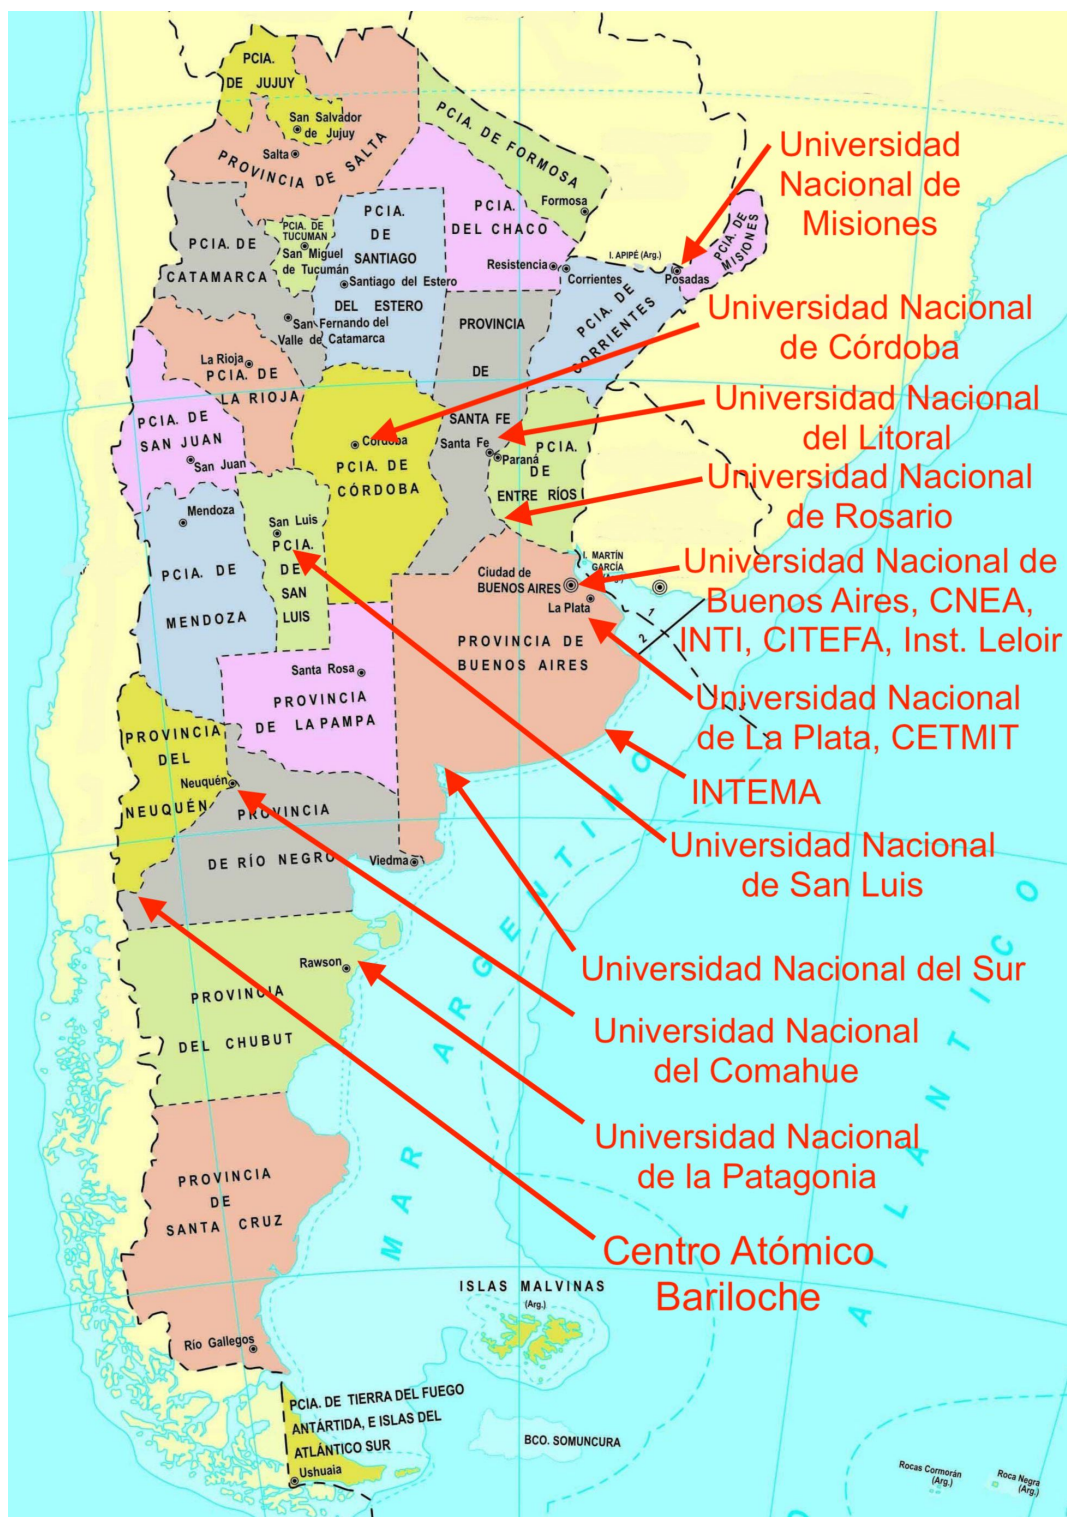 PCIA.
DE JUJUY
San Salvador
de Jujuy
Salta
PROVINCIA DE SALTA
PCIA. DE FORMOSA
Formosa
PCIA.
DEL CHACO
Resistencia
Corrientes
I. APIPÉ (Arg.)
Posadas
PCIA. DE
MISIONES
Universidad
Nacional de
Misiones
PCIA. DE
TUCUMAN
San Miguel
de Tucumán
PCIA.
DE
SANTIAGO
Santiago del Estero
DEL ESTERO
PCIA. DE
CATAMARCA
San Fernando del
Valle de Catamarca
PROVINCIA
DE
SANTA FE
Santa Fe
PCIA. DE
CORRIENTES
Universidad Nacional
de Córdoba
La Rioja
PCIA. DE
LA RIOJA
PCIA. DE
SAN JUAN
San Juan
Córdoba
PCIA. DE
CÓRDOBA
Paraná
PCIA.
DE
ENTRE RÍOS
Universidad Nacional
del Litoral
Universidad Nacional
de Rosario
Mendoza
PCIA. DE
MENDOZA
San Luis
PCIA.
DE
SAN
LUIS
I. MARTÍN
GARCÍA
(Arg.)
Ciudad de
BUENOS AIRES
La Plata
1
2
PROVINCIA DE
BUENOS AIRES
Universidad Nacional de
Buenos Aires, CNEA,
INTI, CITEFA, Inst. Leloir
Santa Rosa
PROVINCIA
DE LA PAMPA
Universidad Nacional
de La Plata, CETMIT
INTEMA
PROVINCIA
DEL
NEUQUÉN
Neuquén
PROVINCIA
DE RÍO NEGRO
Viedma
Universidad Nacional
de San Luis
Universidad Nacional del Sur
Rawson
PROVINCIA
DEL CHUBUT
Universidad Nacional
del Comahue
Universidad Nacional
de la Patagonia
PROVINCIA
DE
SANTA CRUZ
Centro Atómico
Bariloche
MAR ARGENTINO
ATLANTICO
ISLAS MALVINAS
(Arg.)
Río Gallegos
PCIA. DE TIERRA DEL FUEGO
ANTÁRTIDA, E ISLAS DEL
ATLÁNTICO SUR
Ushuaia
BCO. SOMUNCURA
Rocas Cormorán
(Arg.)
Roca Negra
(Arg.)
O